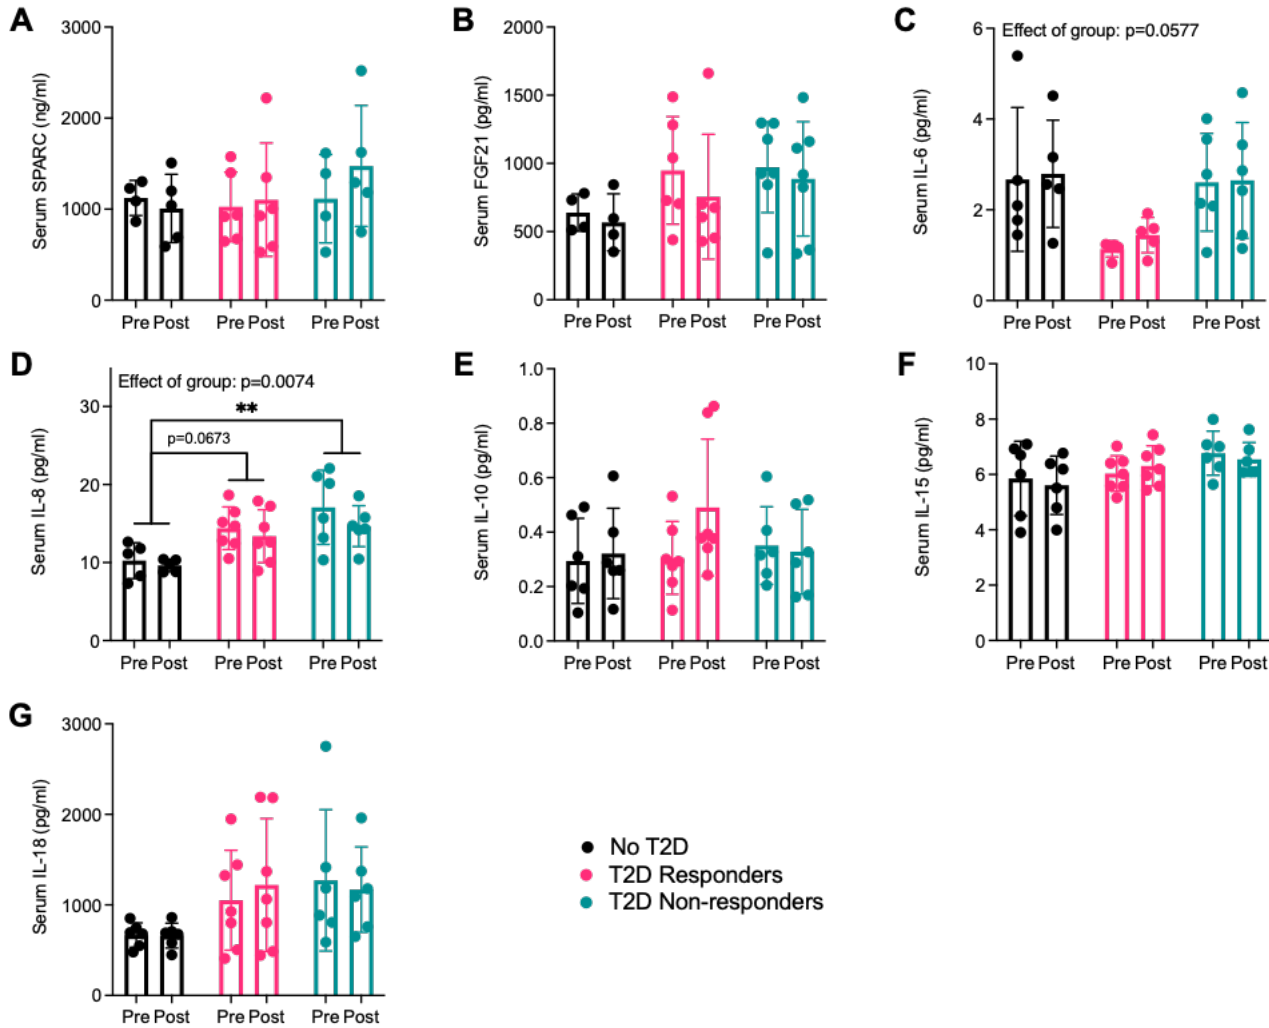 A
Serum SPARC (ng/ml)
3000
2000
1000
0
Pre Post Pre Post Pre Post
B
Serum FGF21 (pg/ml)
2000
1500
1000
500
0
Pre Post Pre Post Pre Post
C
Effect of group: p=0.0577
Serum IL-6 (pg/ml)
6
4
2
0
Pre Post Pre Post Pre Post
D
Effect of group: p=0.0074
**
p=0.0673
Serum IL-8 (pg/ml)
30
20
10
0
Pre Post Pre Post Pre Post
E
Serum IL-10 (pg/ml)
1.0
0.8
0.6
0.4
0.2
0.0
Pre Post Pre Post Pre Post
F
Serum IL-15 (pg/ml)
10
8
6
4
2
0
Pre Post Pre Post Pre Post
G
Serum IL-18 (pg/ml)
3000
2000
1000
0
Pre Post Pre Post Pre Post
No T2D
T2D Responders
T2D Non-responders